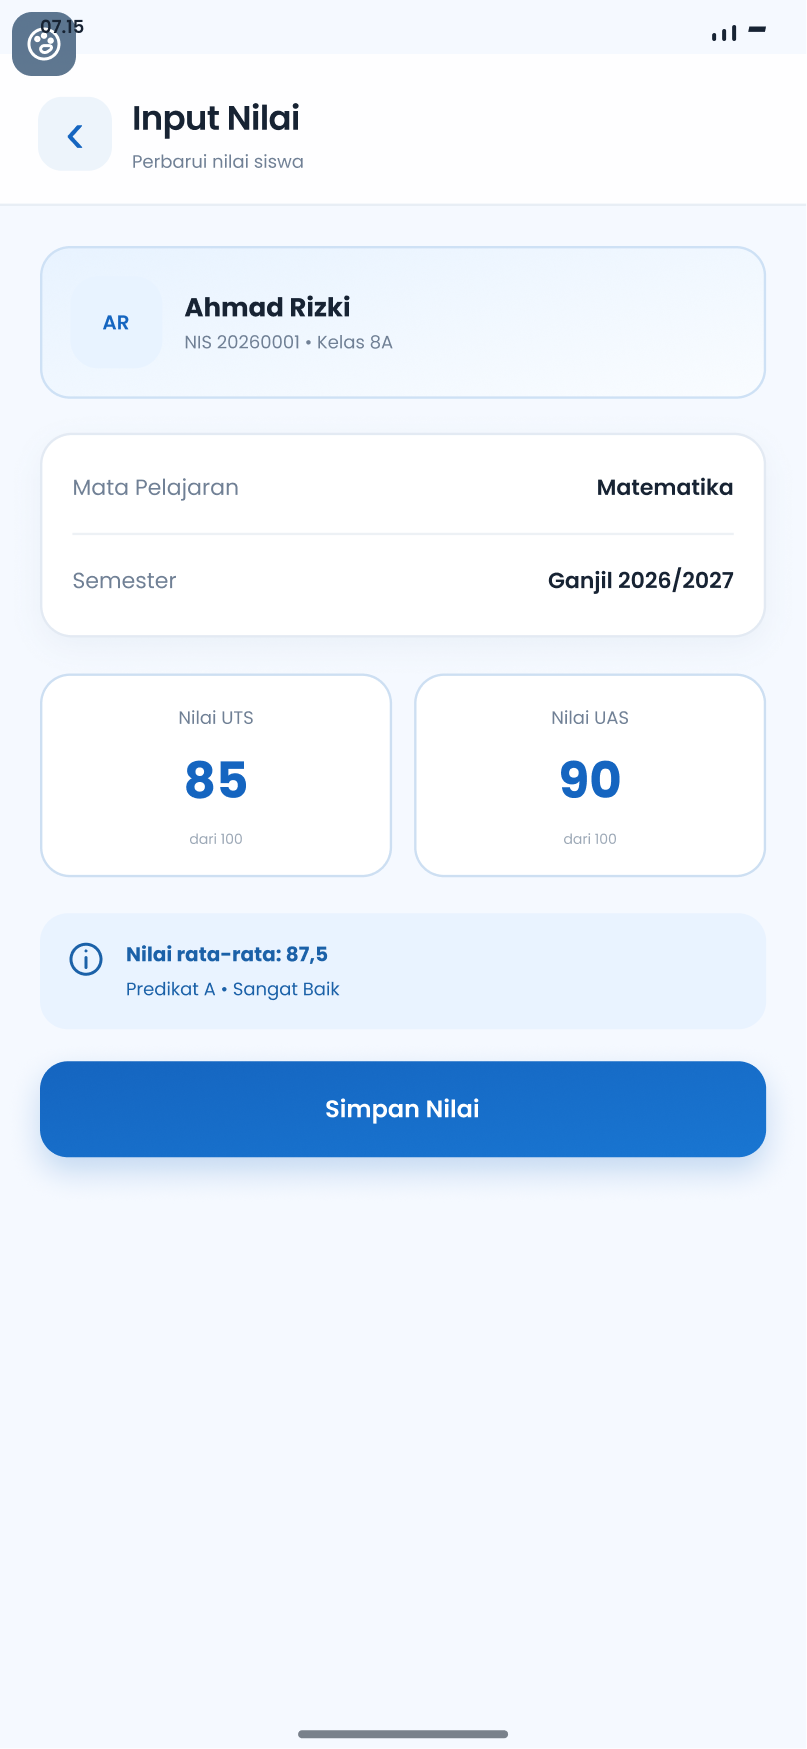 07.15
Input Nilai
Perbarui nilai siswa
AR
Ahmad Rizki
NIS 20260001 • Kelas 8A
Mata Pelajaran
Matematika
Semester
Ganjil 2026/2027
Nilai UTS
85
dari 100
Nilai UAS
90
dari 100
Nilai rata-rata: 87,5
Predikat A • Sangat Baik
Simpan Nilai